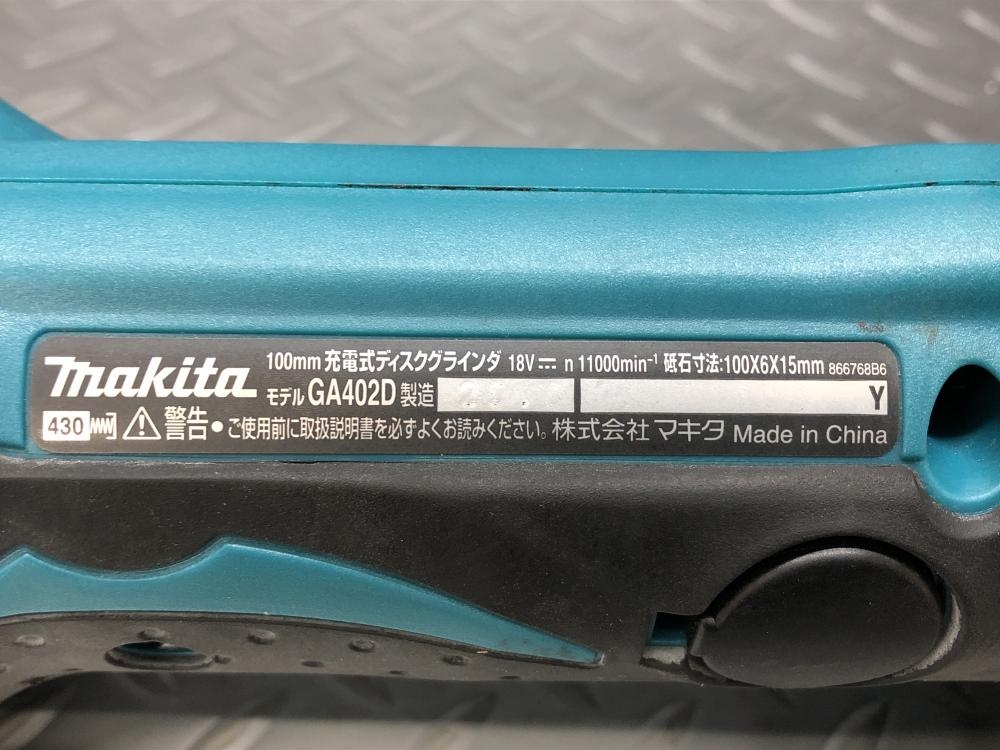 makita 100mm 充電式ディスクグラインダ 18V⎓ n 11000min⁻¹ 砥石寸法:100X6X15mm 866768B6
モデル GA402D 製造 Y
430 警告 ● ご使用前に取扱説明書を必ずよくお読みください。 株式会社 マキタ Made in China